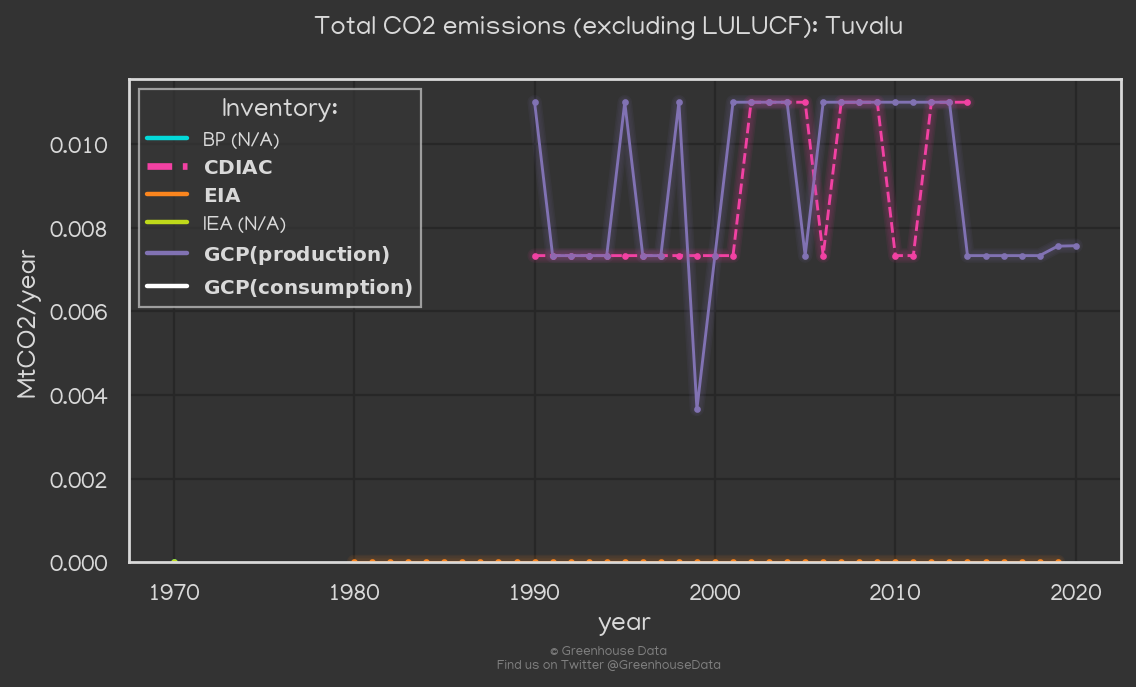 Total CO2 emissions (excluding LULUCF): Tuvalu
Inventory:
BP (N/A)
CDIAC
EIA
IEA (N/A)
GCP(production)
GCP(consumption)
MtCO2/year
0.010
0.008
0.006
0.004
0.002
0.000
1970 1980 1990 2000 2010 2020
year
© Greenhouse Data
Find us on Twitter @GreenhouseData